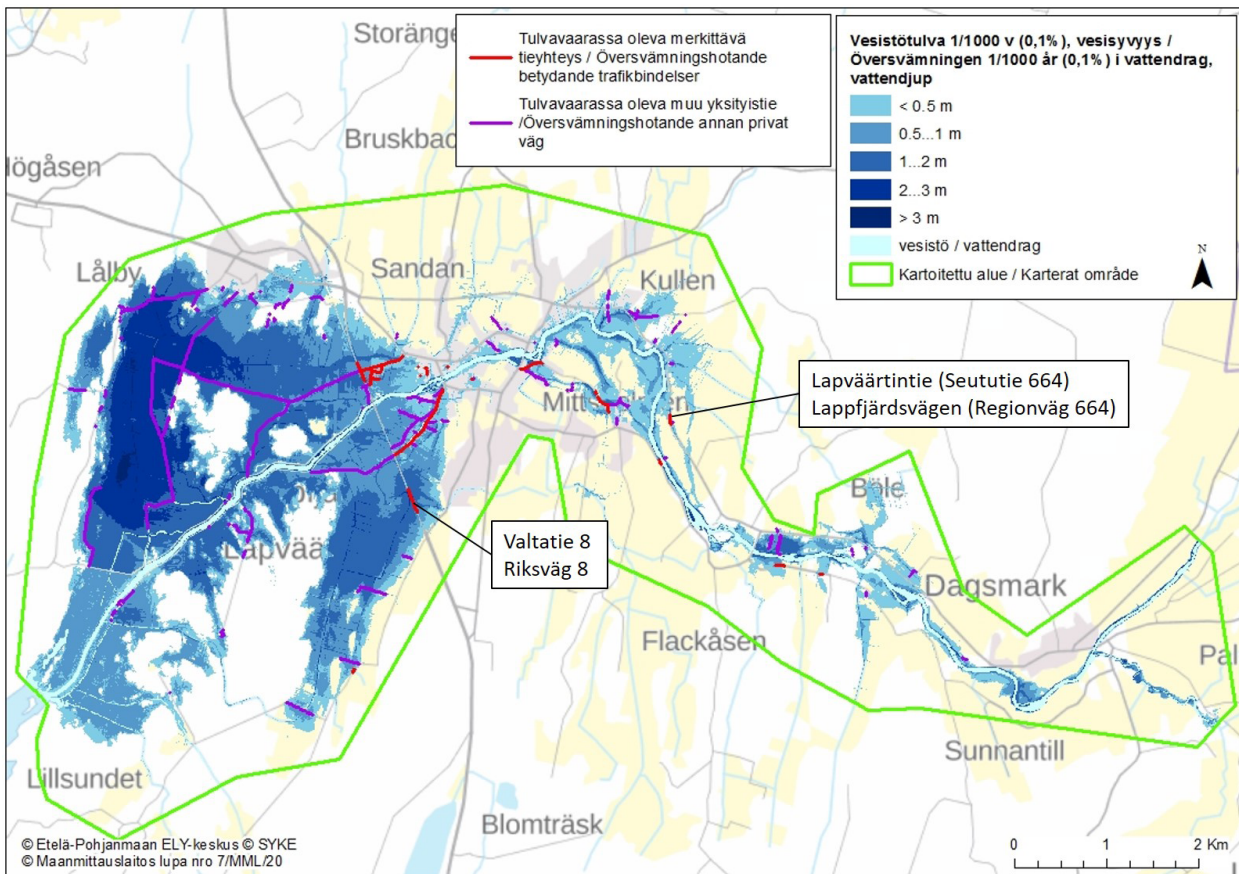 Storänge
Tulvavaarassa oleva merkittävä
tieyhteys / Översvämningshotande
betydande trafikbindelser
Tulvavaarassa oleva muu yksityistie
/Översvämningshotande annan privat
väg
Vesistötulva 1/1000 v (0,1%), vesisyvyys /
Översvämningen 1/1000 år (0,1%) i vattendrag,
vattendjup
< 0.5 m
0.5...1 m
1...2 m
2...3 m
> 3 m
vesistö / vattendrag
Kartoitettu alue / Karterat område
N
Bruskbac
Högåsen
Lålby
Sandan
Kullen
Lapväärtintie (Seututie 664)
Lappfjärdsvägen (Regionväg 664)
Böle
Valtatie 8
Riksväg 8
Lapvää
Dagsmark
Flackåsen
Pal
Sunnantill
Lillsundet
Blomträsk
© Etelä-Pohjanmaan ELY-keskus © SYKE
© Maanmittauslaitos lupa nro 7/MML/20
0 1 2 Km